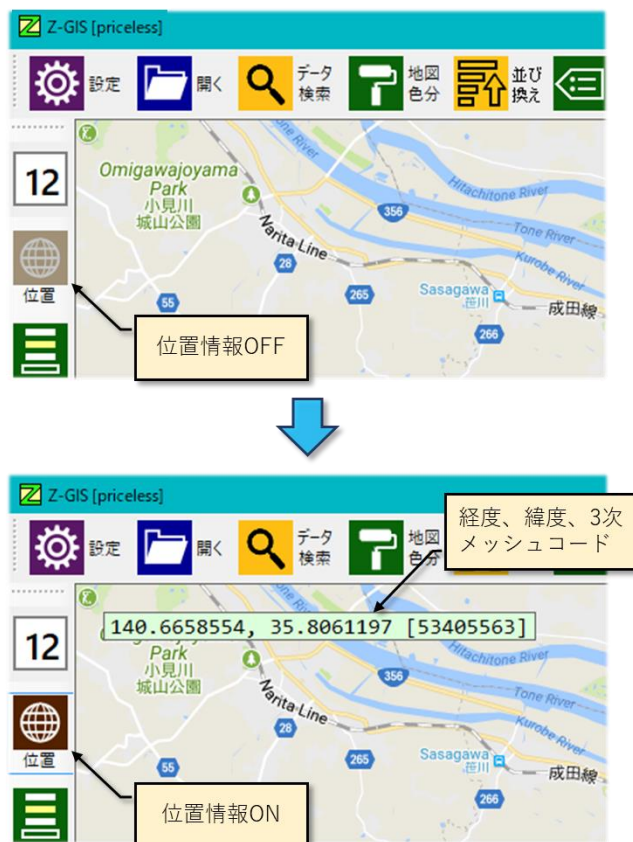 Z-GIS [priceless]
設定
開く
データ
検索
地図
色分
並び
換え
12
Omigawajoyama
Park
小見川
城山公園
River
Hitachitone River
356
Tone River
Narita Line
Kurobe River
28
位置
55
265
Sasagawa
笹川
成田線
266
位置情報OFF
Z-GIS [priceless]
設定
開く
データ
検索
地図
色分
経度、緯度、3次
メッシュコード
140.6658554, 35.8061197 [53405563]
12
Park
小見川
城山公園
Hitachitone River
356
Tone River
Narita Line
Kurobe River
28
位置
55
265
Sasagawa
笹川
成田線
266
位置情報ON